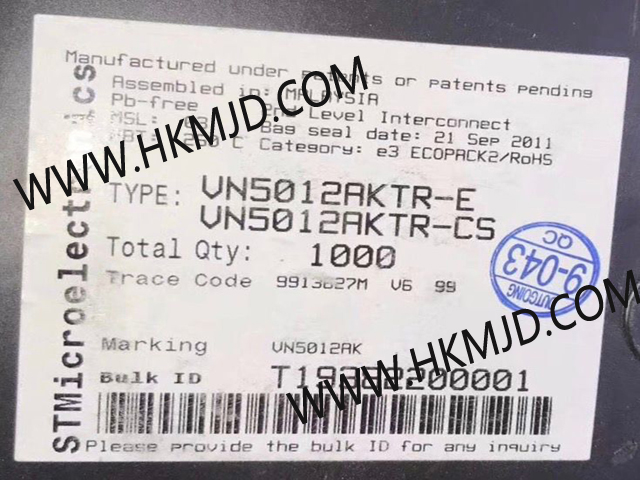 Manufactured under patents or patents pending
Assembled in: MALAYSIA
Pb-free 2nd Level Interconnect
MSL: Bag seal date: 21 Sep 2011
260 C Category: e3 ECOPACK2/RoHS
TYPE: VN5012AKTR-E
VN5012AKTR-CS
Total Qty: 1000
Trace Code 9913627M V6 99
Marking VN5012AK
Bulk ID
Please provide the bulk ID for any inquiry
STMicroelectronics
OUTGOING
9-043
QC
WWW.HKMJD.COM
WWW.HKMJD.COM